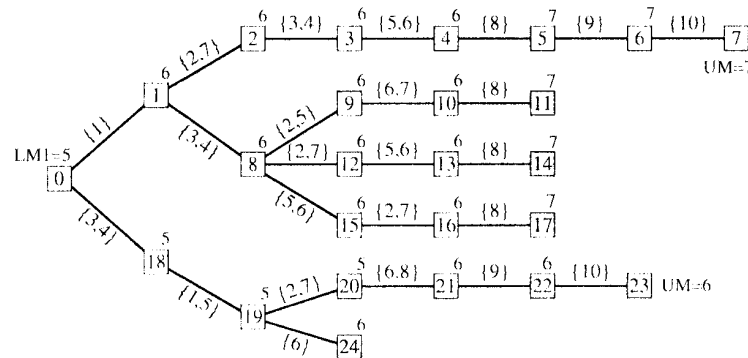 6 6 6 7 7
2 {3,4} 3 {5,6} 4 {8} 5 {9} 6 {10} 7
{2,7}
UM=7
6 6 6 7
1 9 {6,7} 10 {8} 11
{1} {2,5}
{3,4}
6 6 6 7
LM1=5 8 {2,7} 12 {5,6} 13 {8} 14
0
{5,6}
6 6 7
15 {2,7} 16 {8} 17
{3,4}
5
18
5 5 6 6
{2,7} 20 {6,8} 21 {9} 22 {10} 23 UM=6
{1,5}
19
6
{6} 24